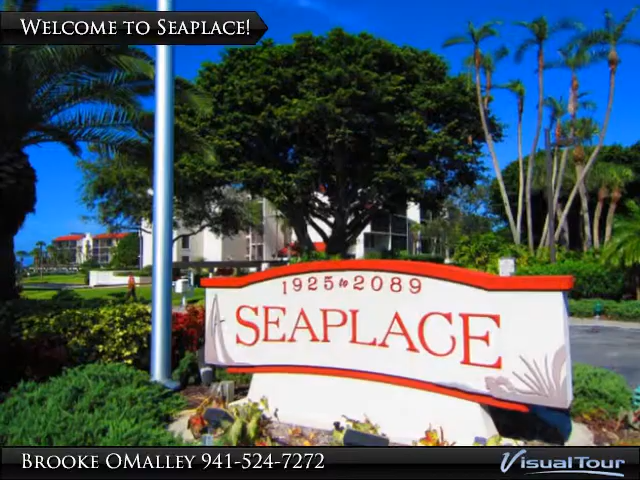 Welcome to Seaplace!
1925 to 2089
SEAPLACE
Brooke OMalley 941-524-7272
VisualTour